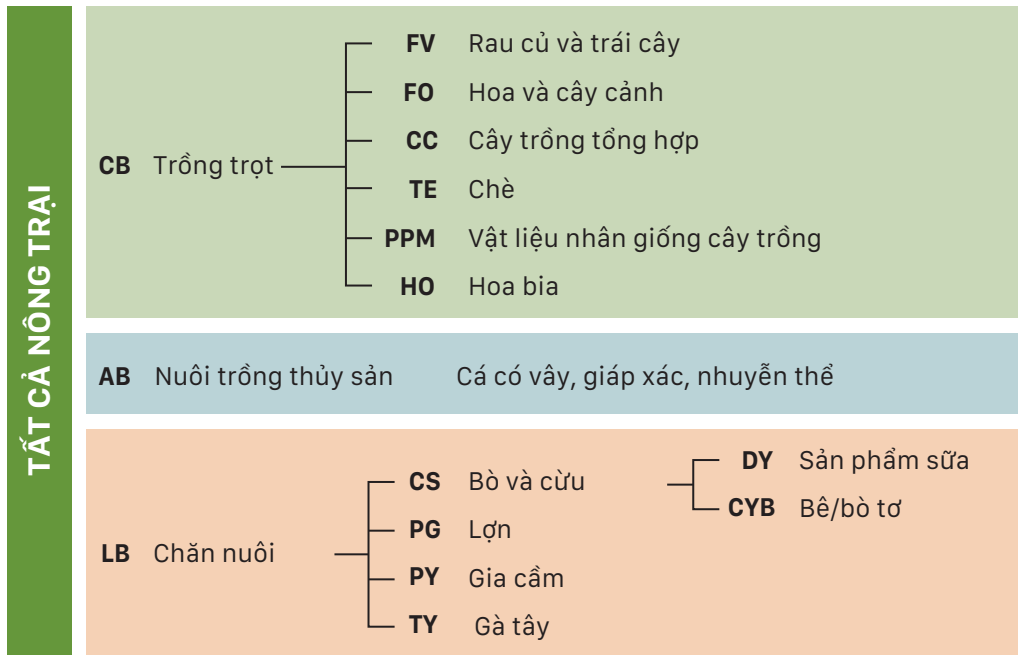 TẤT CẢ NÔNG TRẠI
CB Trồng trọt
FV Rau củ và trái cây
FO Hoa và cây cảnh
CC Cây trồng tổng hợp
TE Chè
PPM Vật liệu nhân giống cây trồng
HO Hoa bia
AB Nuôi trồng thủy sản Cá có vây, giáp xác, nhuyễn thể
LB Chăn nuôi
CS Bò và cừu
PG Lợn
PY Gia cầm
TY Gà tây
DY Sản phẩm sữa
CYB Bê/bò tơ